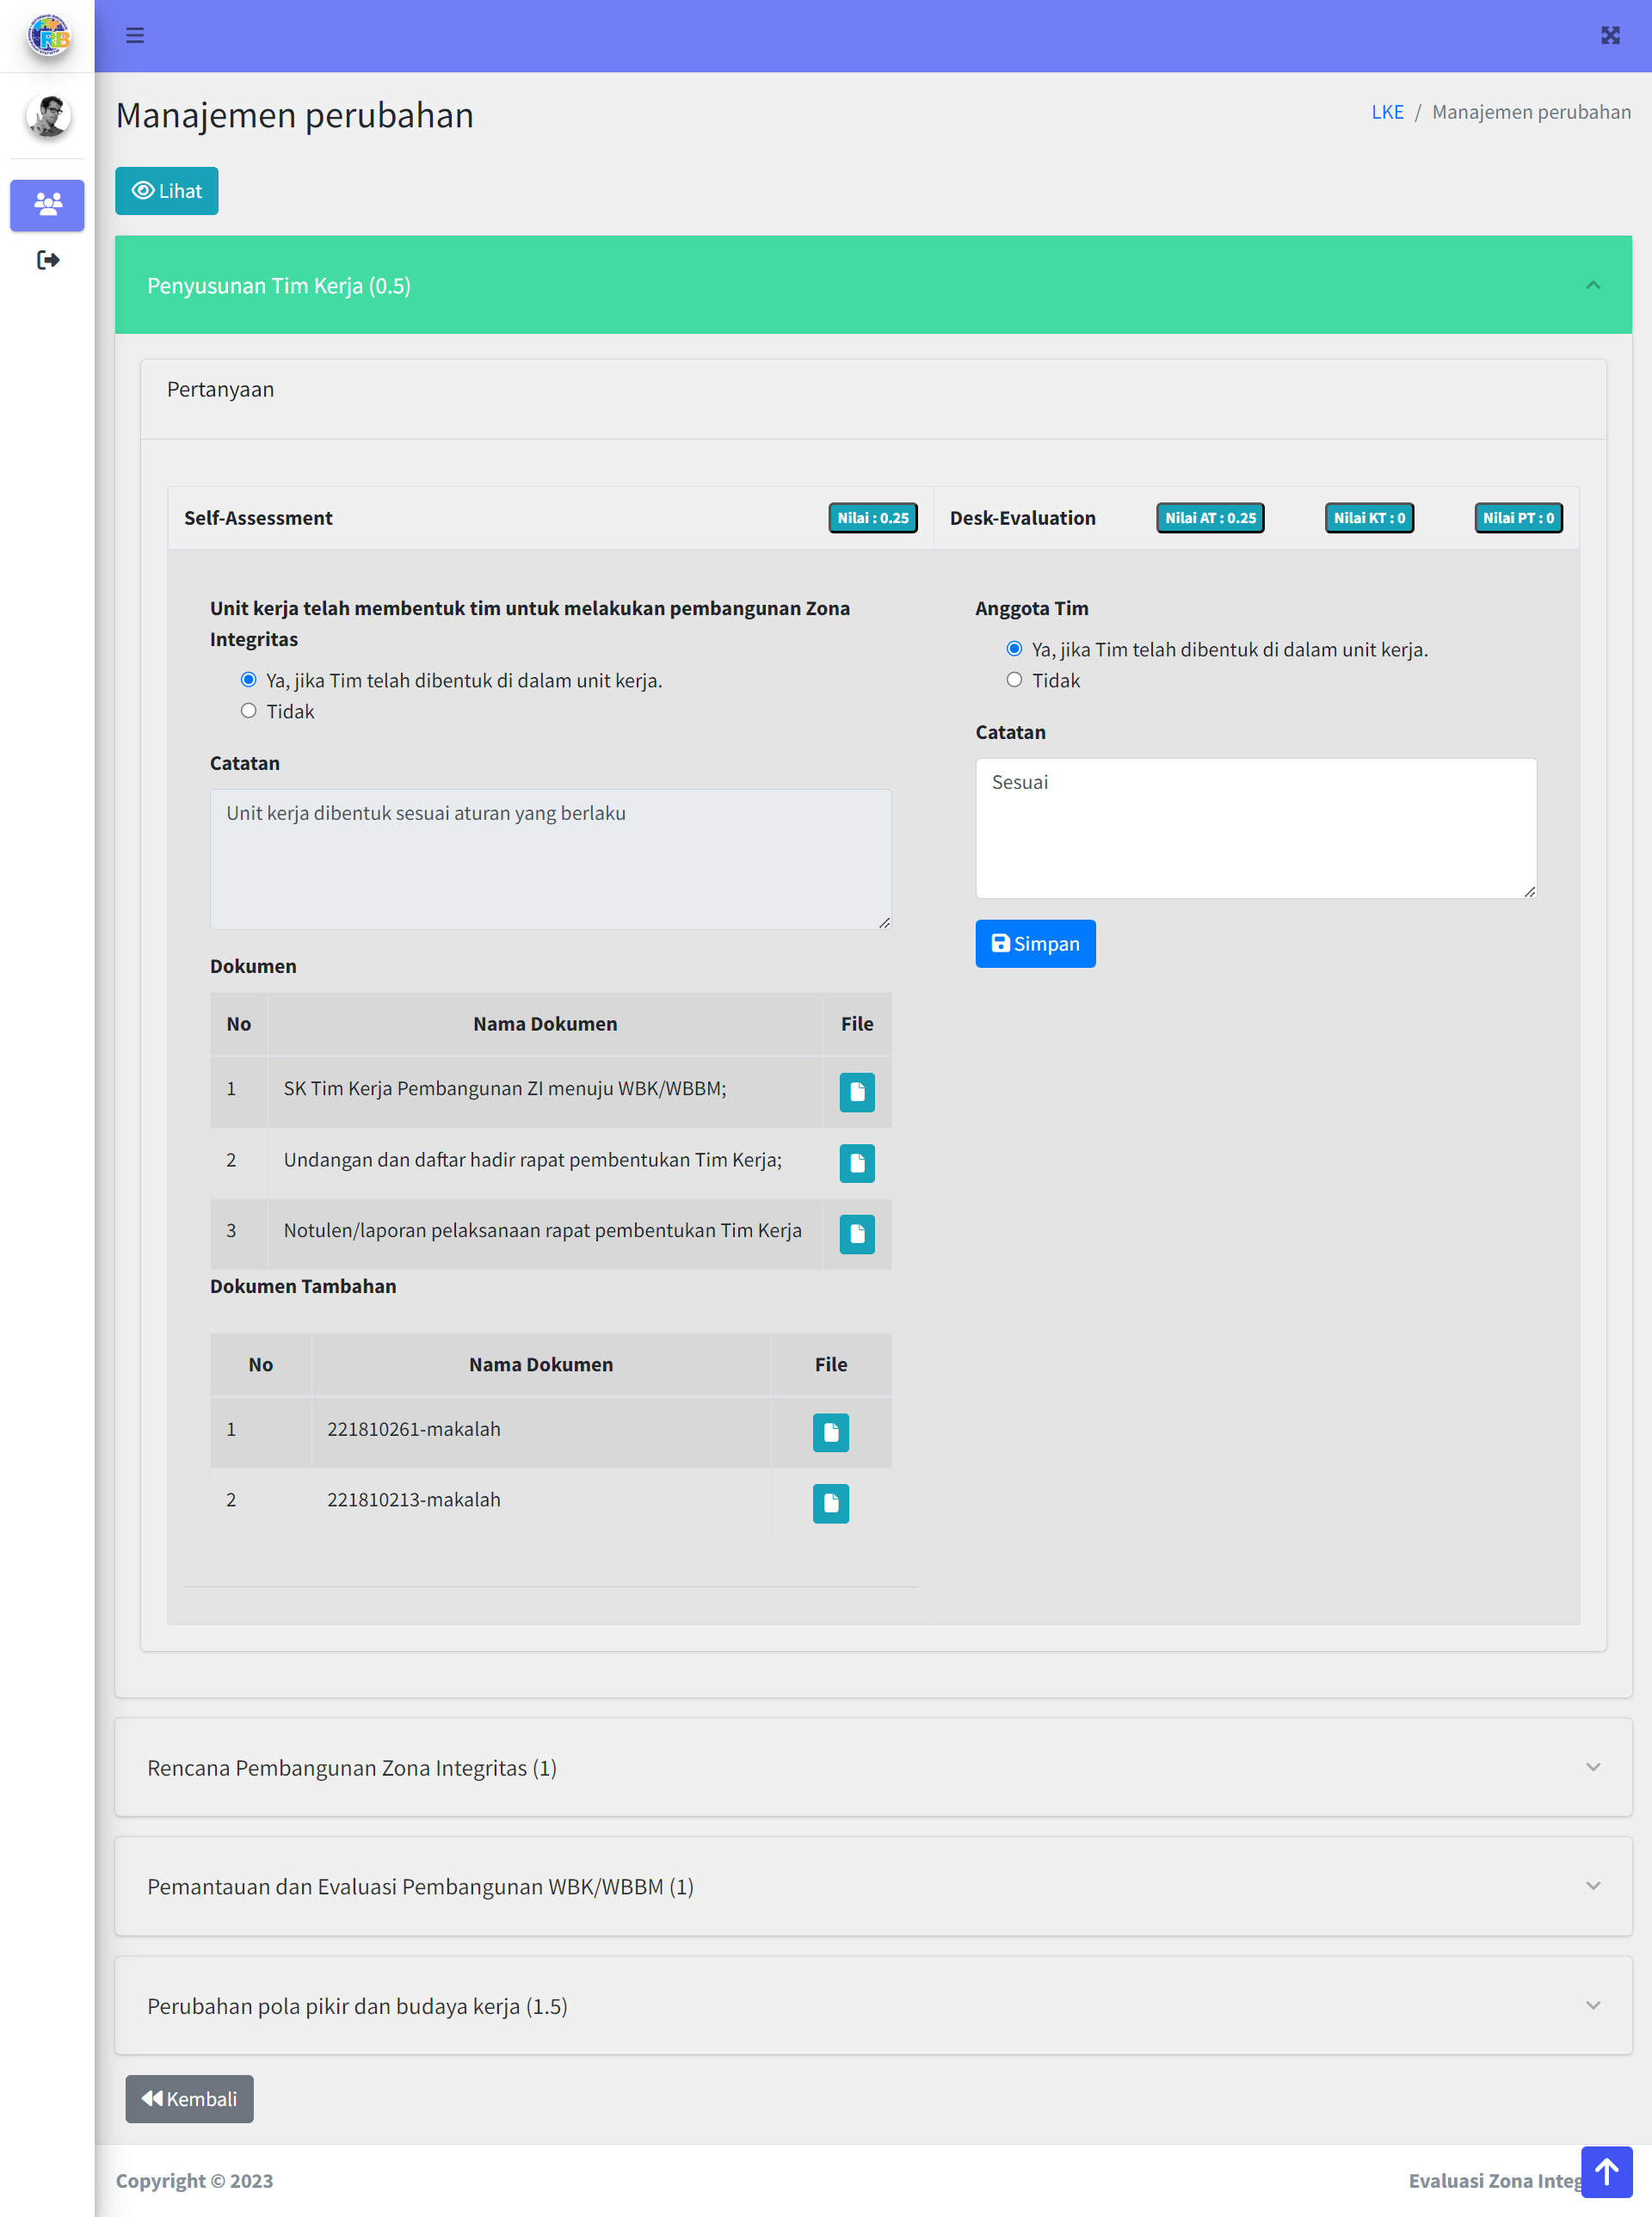 RB
Manajemen perubahan
LKE / Manajemen perubahan
Lihat
Penyusunan Tim Kerja (0.5)
Pertanyaan
Self-Assessment
Nilai : 0.25
Desk-Evaluation
Nilai AT : 0.25
Nilai KT : 0
Nilai PT : 0
Unit kerja telah membentuk tim untuk melakukan pembangunan Zona
Integritas
Ya, jika Tim telah dibentuk di dalam unit kerja.
Tidak
Catatan
Unit kerja dibentuk sesuai aturan yang berlaku
Dokumen
No Nama Dokumen File
1 SK Tim Kerja Pembangunan ZI menuju WBK/WBBM;
2 Undangan dan daftar hadir rapat pembentukan Tim Kerja;
3 Notulen/laporan pelaksanaan rapat pembentukan Tim Kerja
Dokumen Tambahan
No Nama Dokumen File
1 221810261-makalah
2 221810213-makalah
Anggota Tim
Ya, jika Tim telah dibentuk di dalam unit kerja.
Tidak
Catatan
Sesuai
Simpan
Rencana Pembangunan Zona Integritas (1)
Pemantauan dan Evaluasi Pembangunan WBK/WBBM (1)
Perubahan pola pikir dan budaya kerja (1.5)
Kembali
Copyright © 2023
Evaluasi Zona Integ